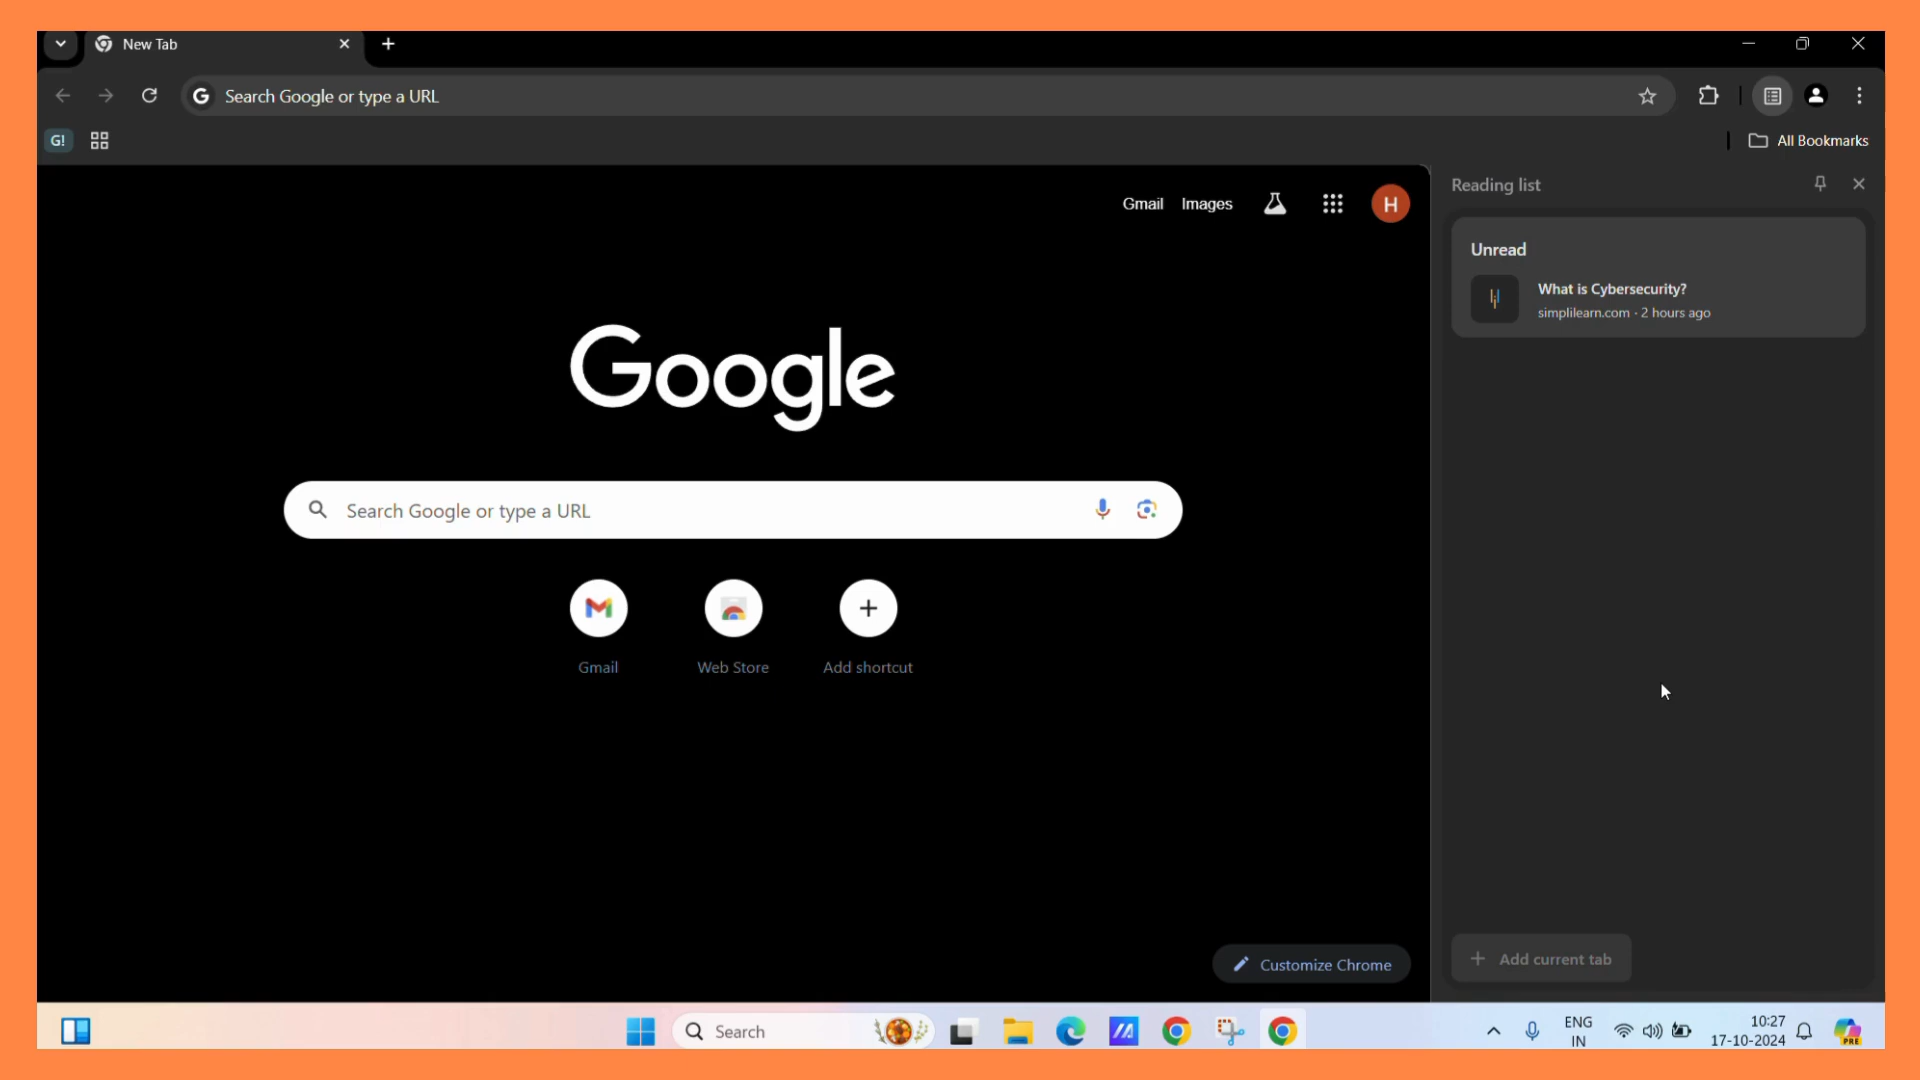 New Tab
Search Google or type a URL
G!
All Bookmarks
Gmail Images
H
Reading list
Unread
What is Cybersecurity?
simplilearn.com · 2 hours ago
Google
Search Google or type a URL
Gmail
Web Store
Add shortcut
Customize Chrome
Add current tab
Search
ENG
IN
10:27
17-10-2024
PRE